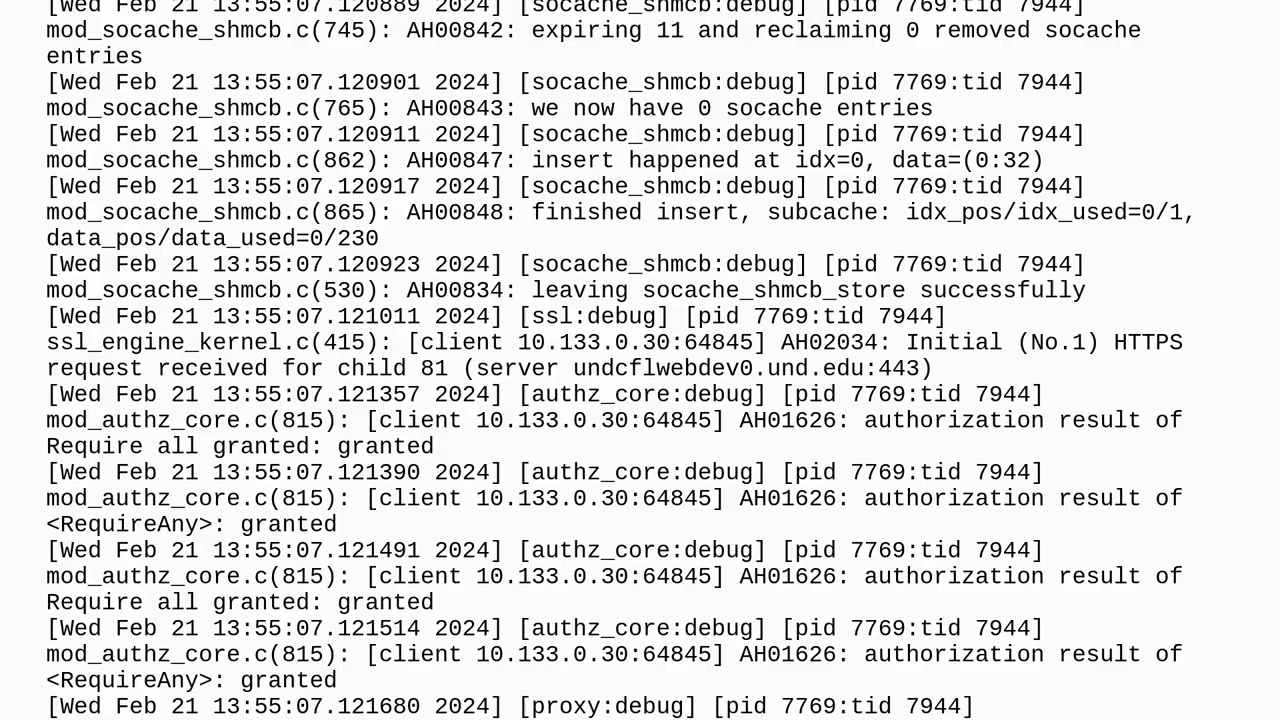 [Wed Feb 21 13:55:07.120889 2024] [socache_shmcb:debug] [pid 7769:tid 7944]
mod_socache_shmcb.c(745): AH00842: expiring 11 and reclaiming 0 removed socache
entries
[Wed Feb 21 13:55:07.120901 2024] [socache_shmcb:debug] [pid 7769:tid 7944]
mod_socache_shmcb.c(765): AH00843: we now have 0 socache entries
[Wed Feb 21 13:55:07.120911 2024] [socache_shmcb:debug] [pid 7769:tid 7944]
mod_socache_shmcb.c(862): AH00847: insert happened at idx=0, data=(0:32)
[Wed Feb 21 13:55:07.120917 2024] [socache_shmcb:debug] [pid 7769:tid 7944]
mod_socache_shmcb.c(865): AH00848: finished insert, subcache: idx_pos/idx_used=0/1,
data_pos/data_used=0/230
[Wed Feb 21 13:55:07.120923 2024] [socache_shmcb:debug] [pid 7769:tid 7944]
mod_socache_shmcb.c(530): AH00834: leaving socache_shmcb_store successfully
[Wed Feb 21 13:55:07.121011 2024] [ssl:debug] [pid 7769:tid 7944]
ssl_engine_kernel.c(415): [client 10.133.0.30:64845] AH02034: Initial (No.1) HTTPS
request received for child 81 (server undcflwebdev0.und.edu:443)
[Wed Feb 21 13:55:07.121357 2024] [authz_core:debug] [pid 7769:tid 7944]
mod_authz_core.c(815): [client 10.133.0.30:64845] AH01626: authorization result of
Require all granted: granted
[Wed Feb 21 13:55:07.121390 2024] [authz_core:debug] [pid 7769:tid 7944]
mod_authz_core.c(815): [client 10.133.0.30:64845] AH01626: authorization result of
<RequireAny>: granted
[Wed Feb 21 13:55:07.121491 2024] [authz_core:debug] [pid 7769:tid 7944]
mod_authz_core.c(815): [client 10.133.0.30:64845] AH01626: authorization result of
Require all granted: granted
[Wed Feb 21 13:55:07.121514 2024] [authz_core:debug] [pid 7769:tid 7944]
mod_authz_core.c(815): [client 10.133.0.30:64845] AH01626: authorization result of
<RequireAny>: granted
[Wed Feb 21 13:55:07.121680 2024] [proxy:debug] [pid 7769:tid 7944]